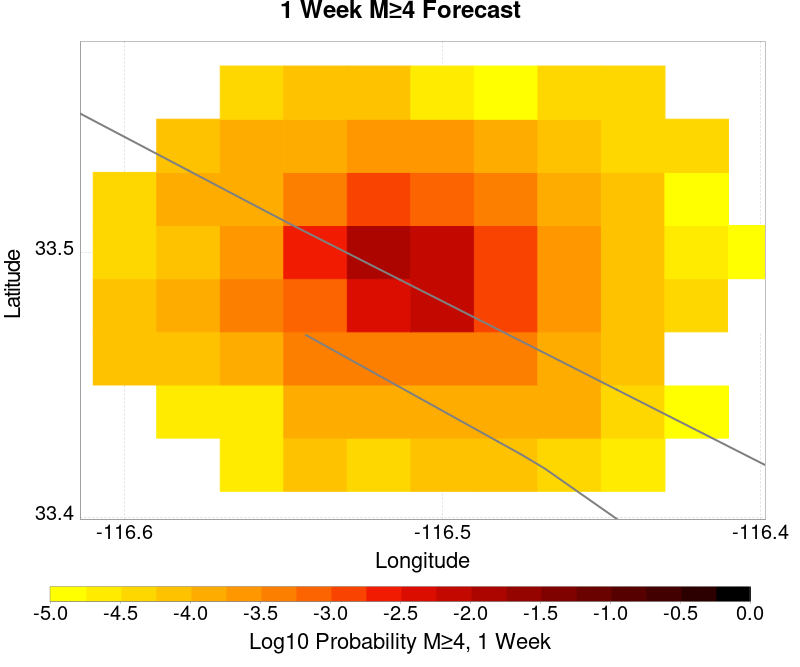 1 Week M≥4 Forecast
Latitude
33.5
33.4
-116.6 -116.5 -116.4
Longitude
-5.0 -4.5 -4.0 -3.5 -3.0 -2.5 -2.0 -1.5 -1.0 -0.5 0.0
Log10 Probability M≥4, 1 Week